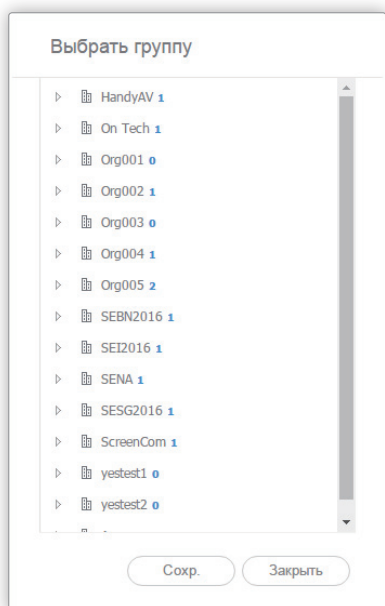 Выбрать группу
HandyAV 1
On Tech 1
Org001 0
Org002 1
Org003 0
Org004 1
Org005 2
SEBN2016 1
SEI2016 1
SENA 1
SESG2016 1
ScreenCom 1
yestest1 0
yestest2 0
Сохр. Закрыть